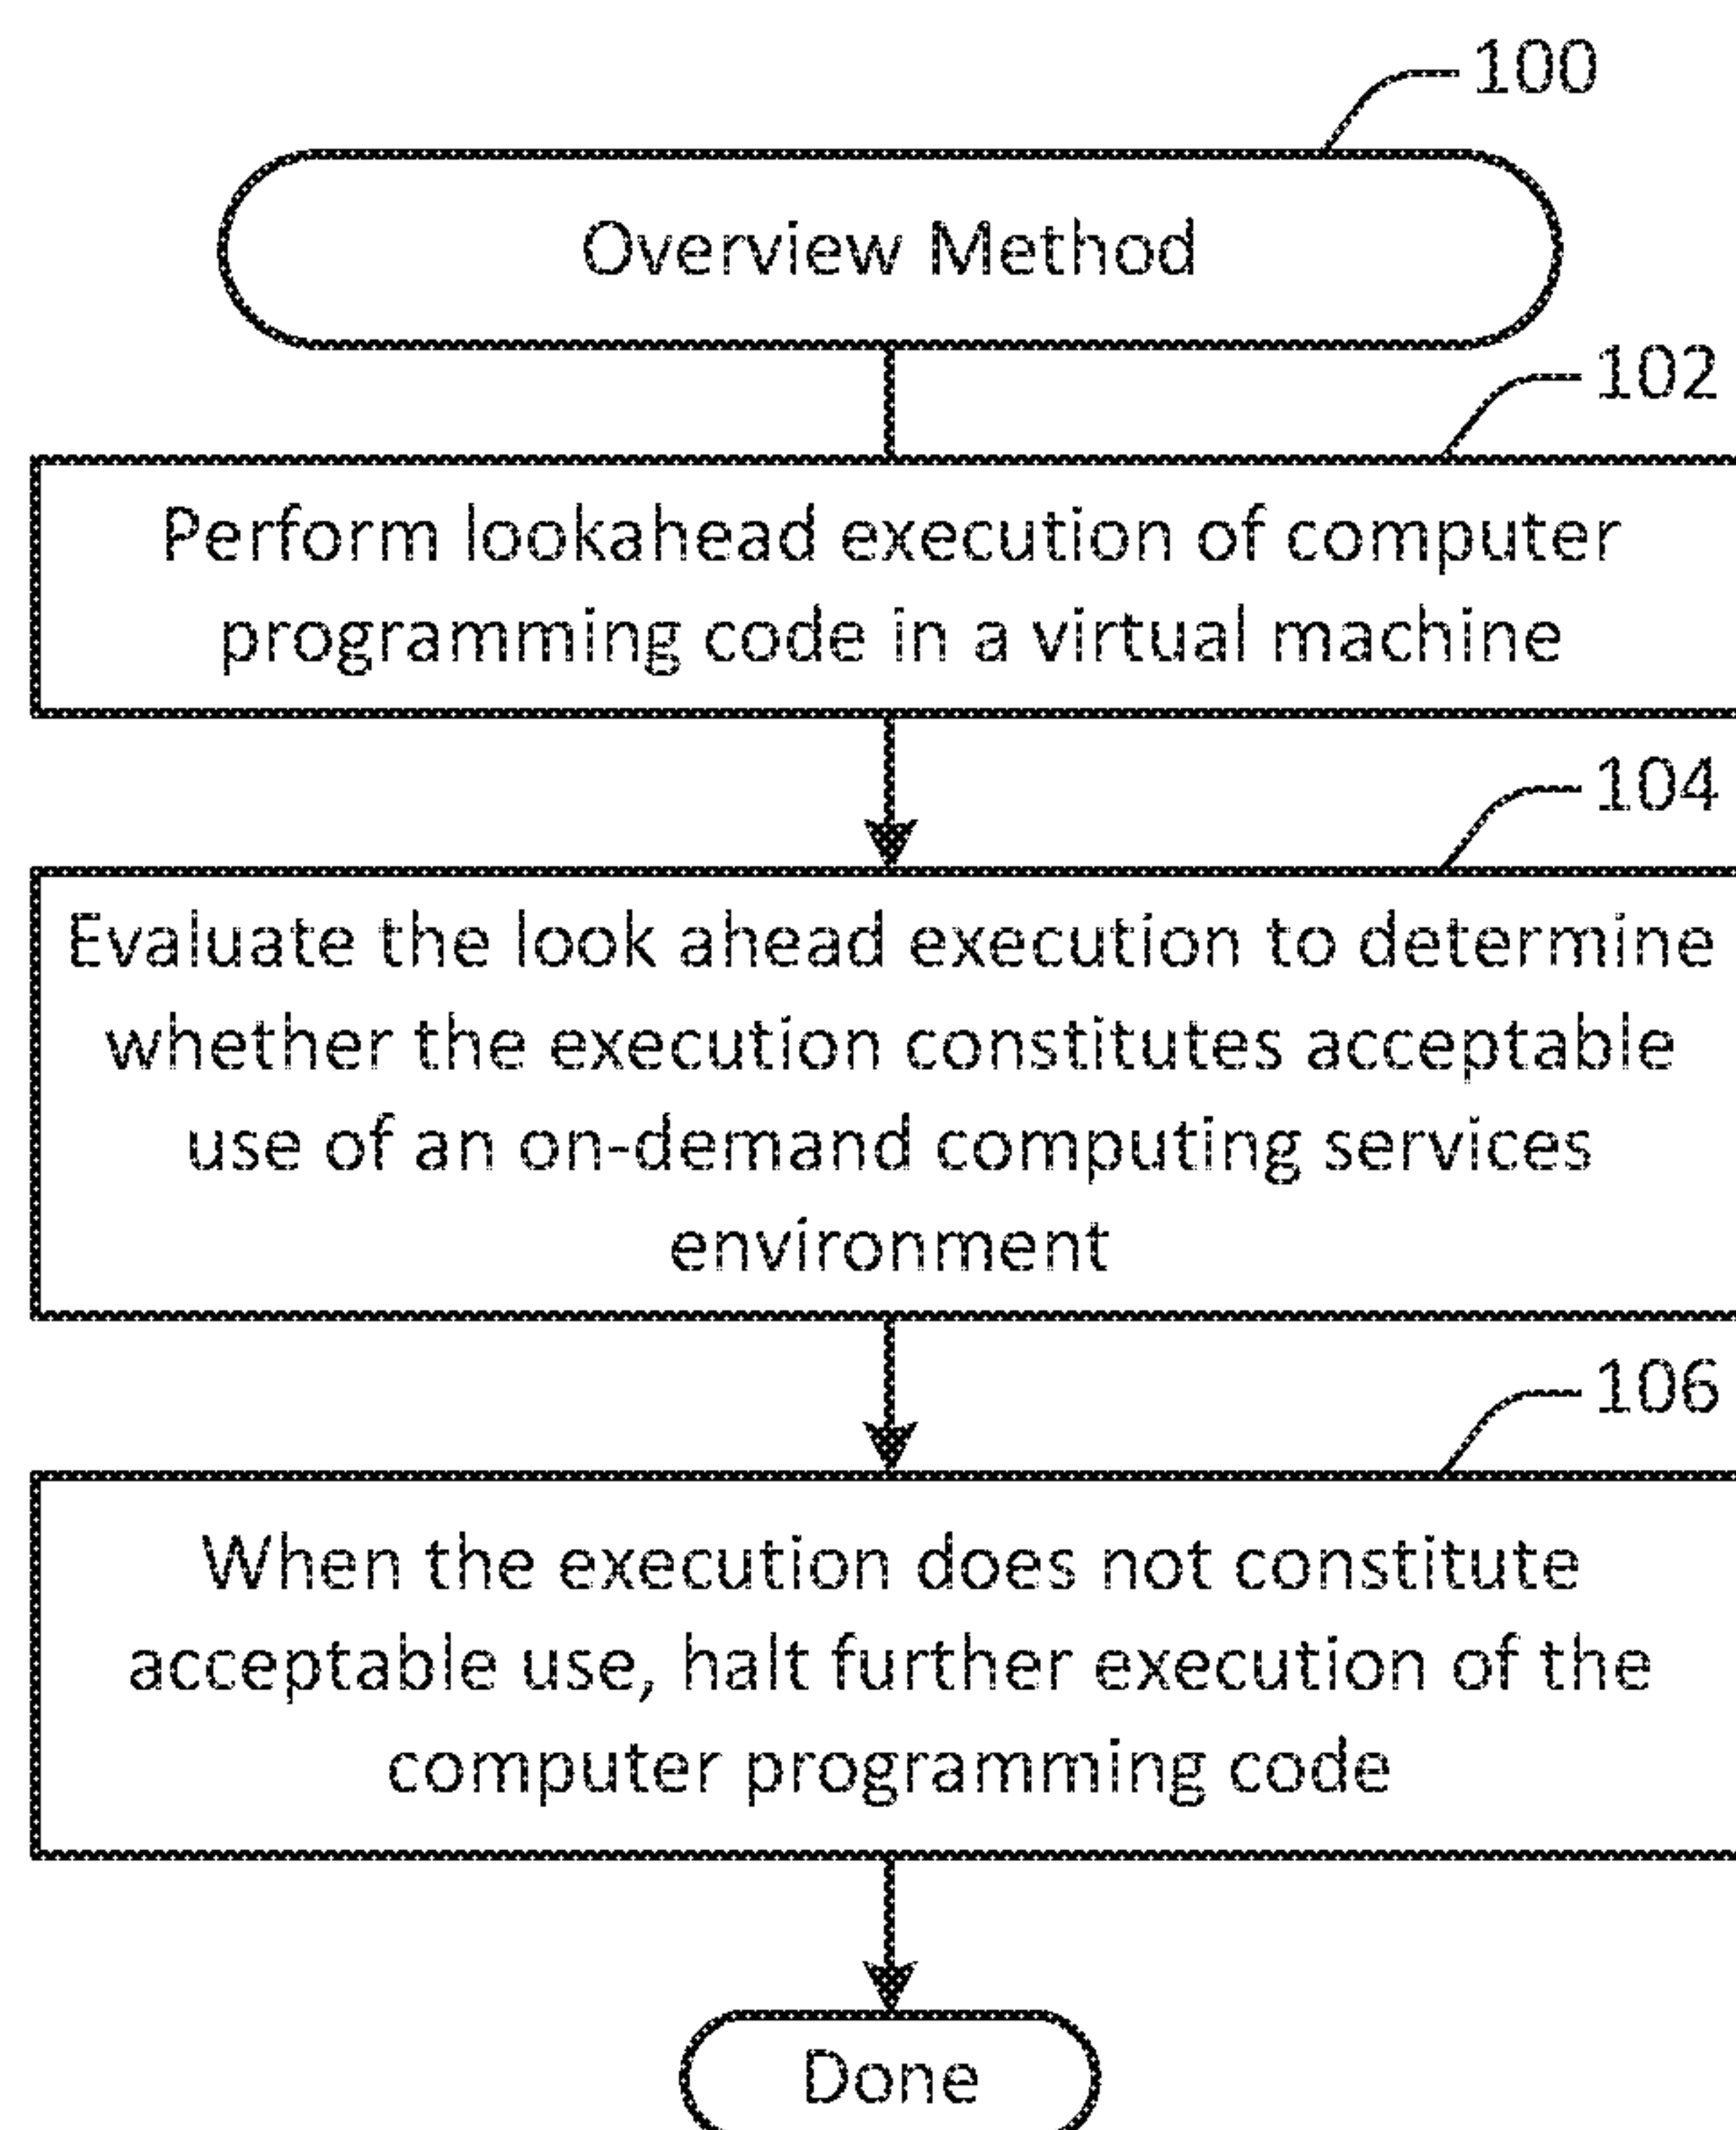 100
Overview Method
102
Perform lookahead execution of computer
programming code in a virtual machine
104
Evaluate the look ahead execution to determine
whether the execution constitutes acceptable
use of an on-demand computing services
environment
106
When the execution does not constitute
acceptable use, halt further execution of the
computer programming code
Done